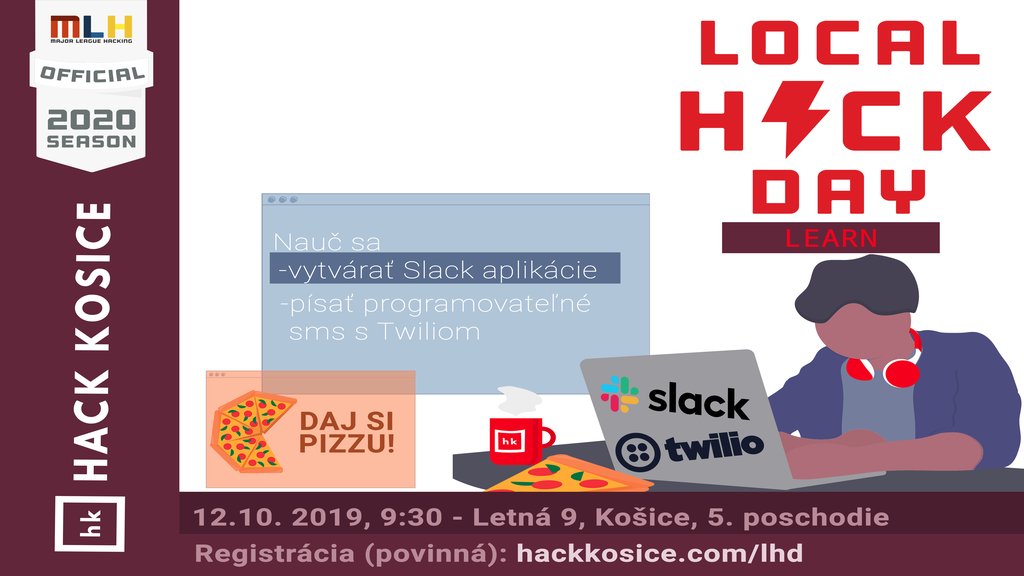 MLH
MAJOR LEAGUE HACKING
OFFICIAL
2020
SEASON
HACK KOSICE
hk
LOCAL
H CK
DAY
LEARN
Nauč sa
-vytvárať Slack aplikácie
-písať programovateľné
sms s Twiliom
DAJ SI
PIZZU!
hk
slack
twilio
12.10. 2019, 9:30 - Letná 9, Košice, 5. poschodie
Registrácia (povinná): hackkosice.com/lhd